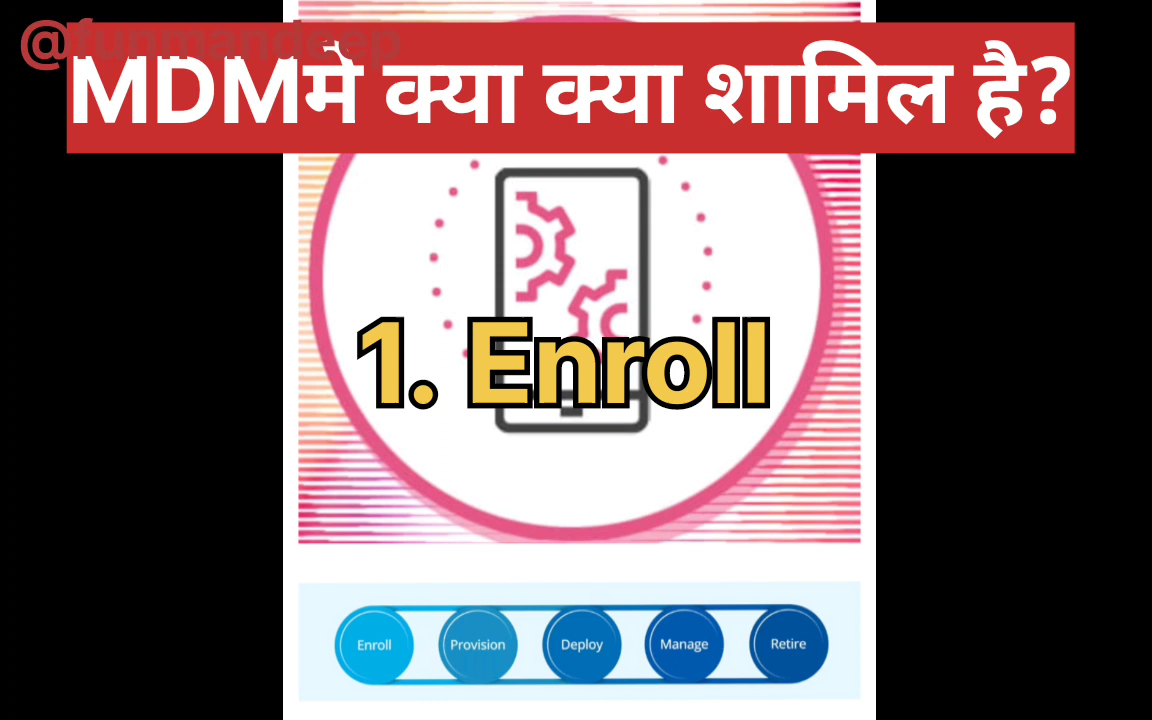 @funmandeep
MDMमे क्या क्या शामिल है?
1. Enroll
Enroll Provision Deploy Manage Retire